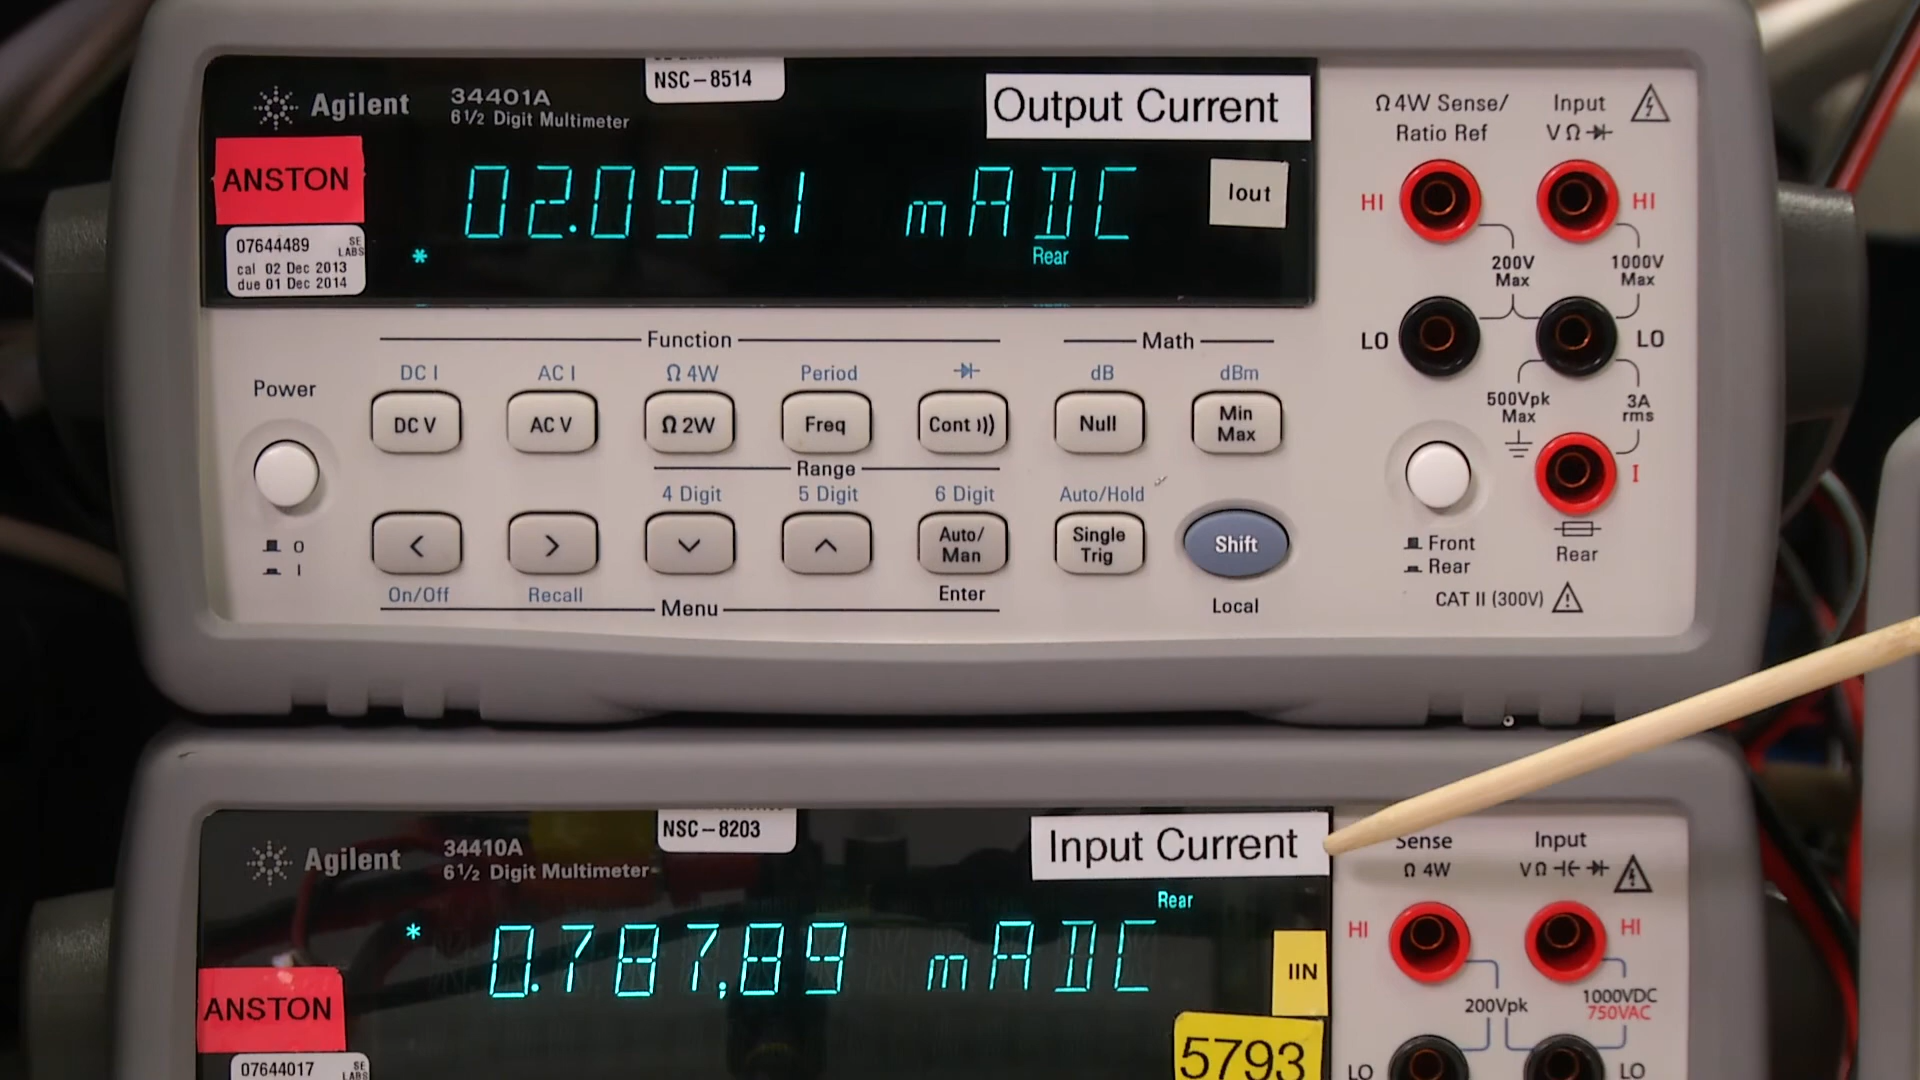 NSC-8514
Agilent
34401A
6½ Digit Multimeter
Output Current
ANSTON
02.095,1 mADC
Iout
Rear
*
07644489
SE
LABS
cal 02 Dec 2013
due 01 Dec 2014
Ω 4W Sense/
Ratio Ref
Input
V Ω
HI
HI
200V
Max
1000V
Max
LO
LO
500Vpk
Max
3A
rms
I
Front
Rear
Rear
CAT II (300V)
Function
Math
Power
DC I
AC I
Ω 4W
Period
dB
dBm
DC V
AC V
Ω 2W
Freq
Cont
Null
Min
Max
Range
4 Digit
5 Digit
6 Digit
Auto/Hold
<
>
Auto/
Man
Single
Trig
Shift
O
I
On/Off
Recall
Menu
Enter
Local
NSC-8203
Agilent
34410A
6½ Digit Multimeter
Input Current
Rear
* 0.787,89 mADC
IIN
ANSTON
5793
07644017
SE
LABS
Sense
Ω 4W
Input
V Ω
HI
HI
200Vpk
1000VDC
750VAC
LO
LO